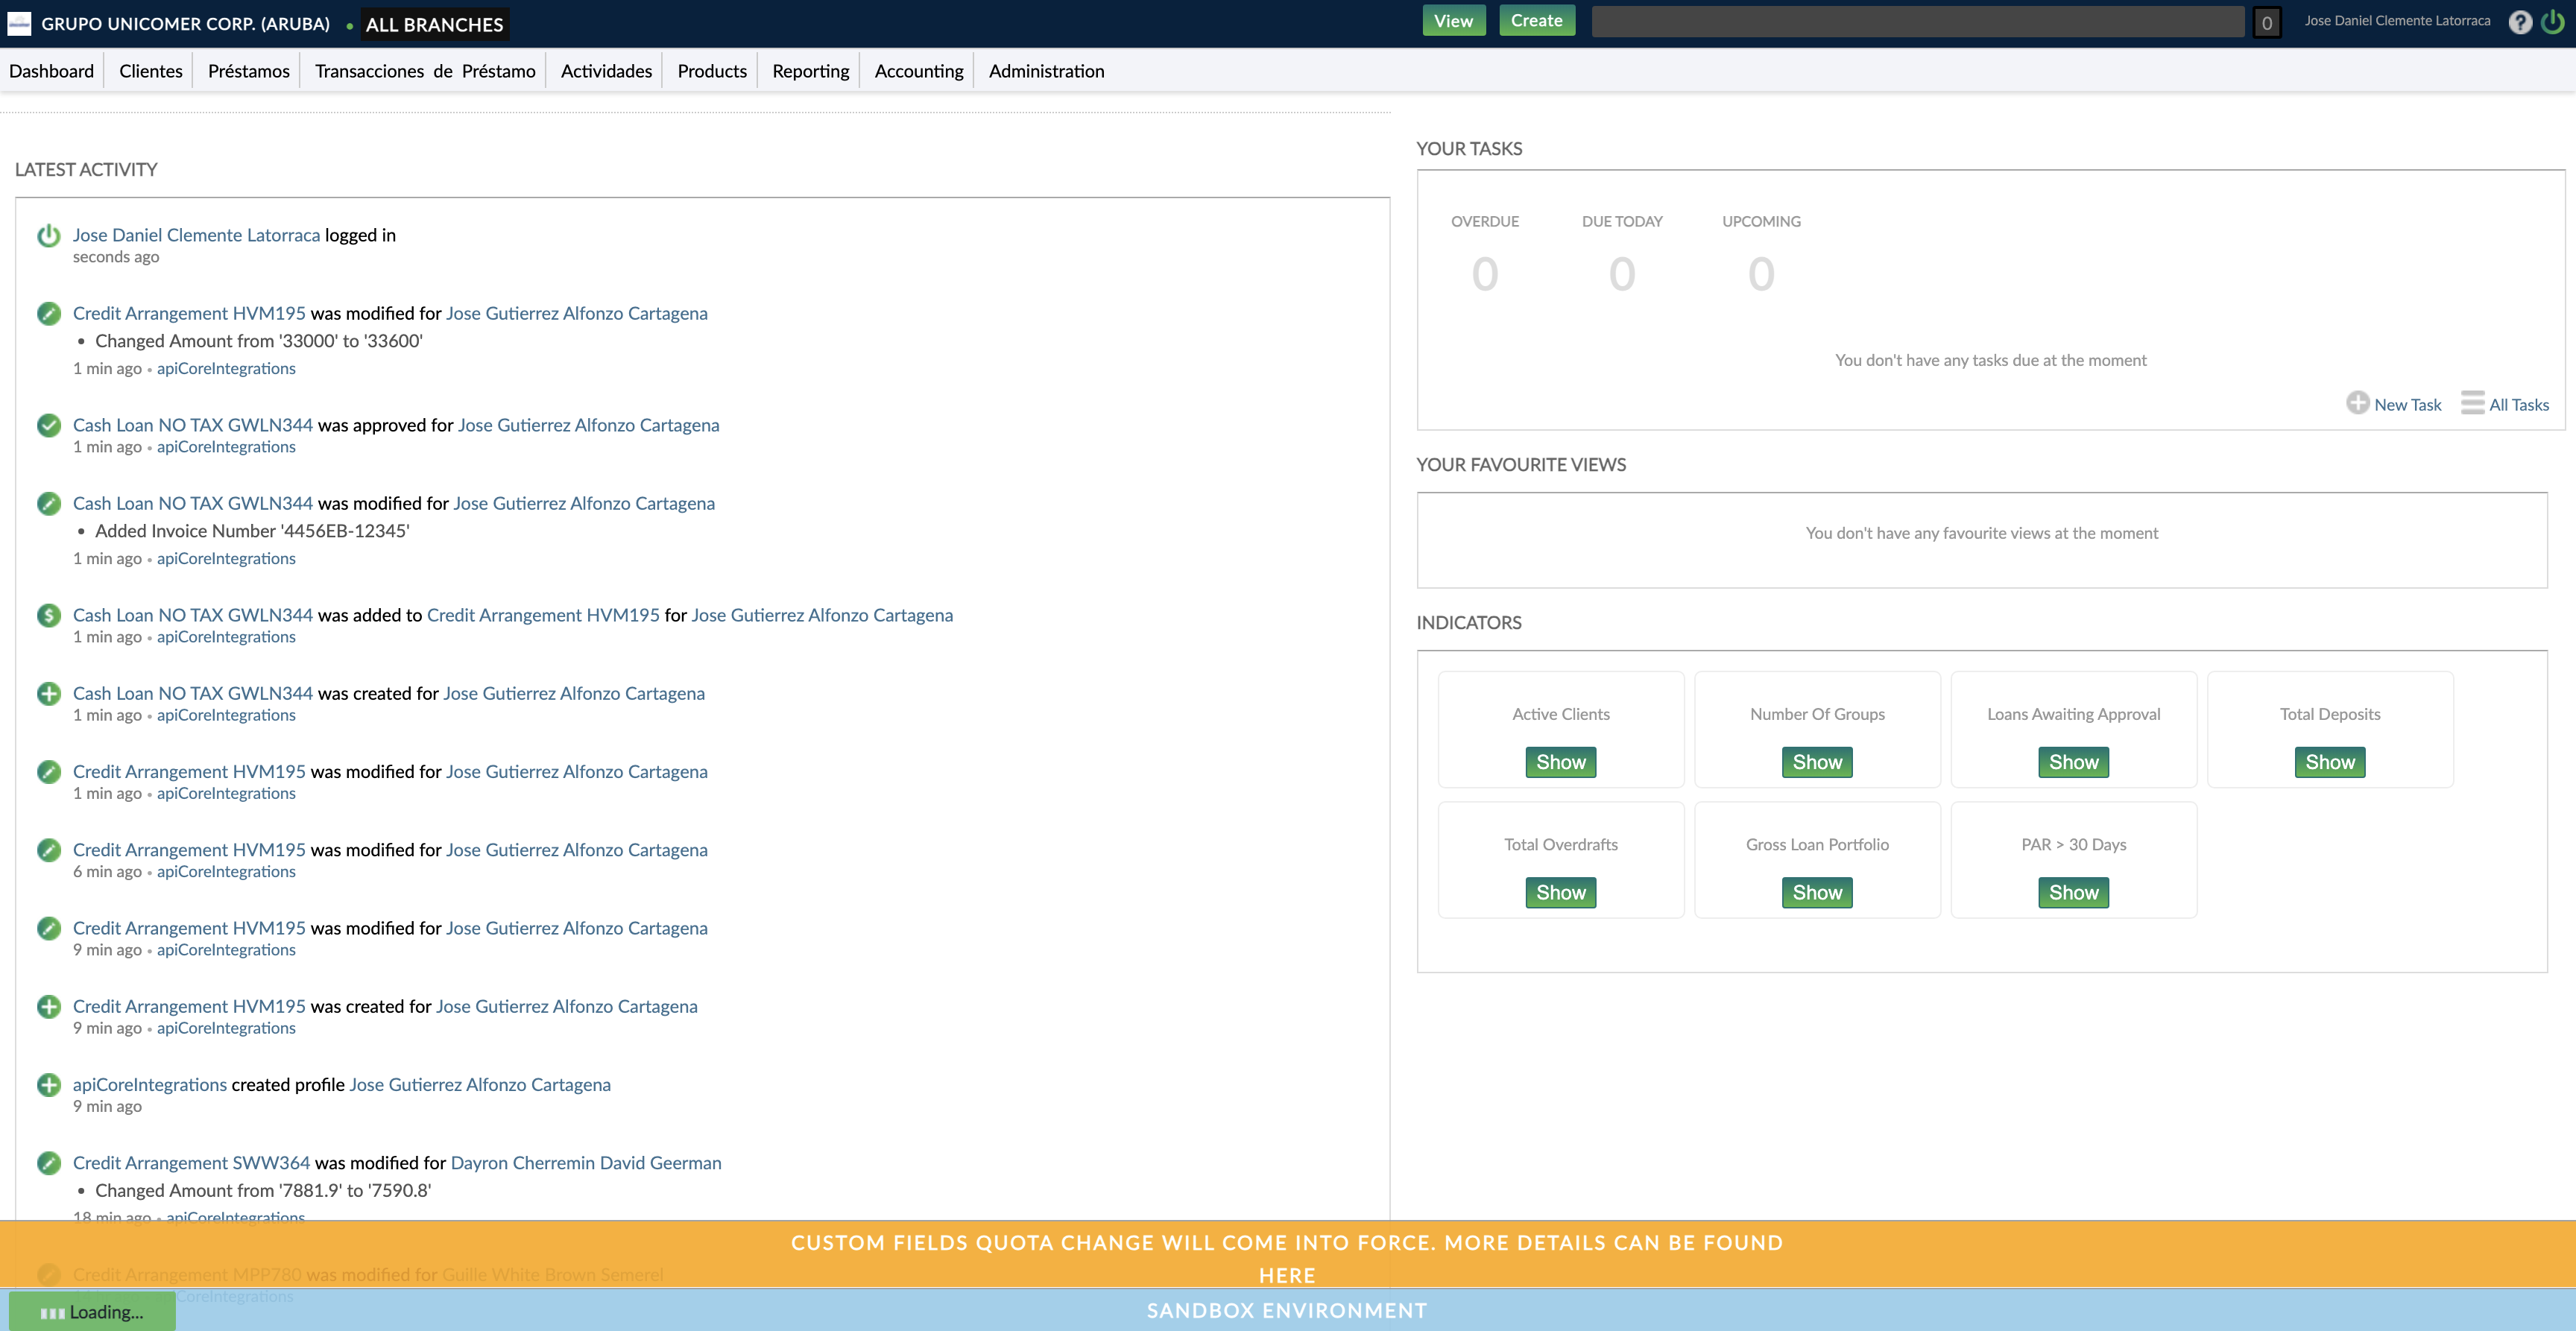 GRUPO UNICOMER CORP. (ARUBA) • ALL BRANCHES
View Create 0 Jose Daniel Clemente Latorraca ?
Dashboard Clientes Préstamos Transacciones de Préstamo Actividades Products Reporting Accounting Administration
LATEST ACTIVITY
Jose Daniel Clemente Latorraca logged in
seconds ago
Credit Arrangement HVM195 was modified for Jose Gutierrez Alfonzo Cartagena
• Changed Amount from '33000' to '33600'
1 min ago • apiCoreIntegrations
Cash Loan NO TAX GWLN344 was approved for Jose Gutierrez Alfonzo Cartagena
1 min ago • apiCoreIntegrations
Cash Loan NO TAX GWLN344 was modified for Jose Gutierrez Alfonzo Cartagena
• Added Invoice Number '4456EB-12345'
1 min ago • apiCoreIntegrations
Cash Loan NO TAX GWLN344 was added to Credit Arrangement HVM195 for Jose Gutierrez Alfonzo Cartagena
1 min ago • apiCoreIntegrations
Cash Loan NO TAX GWLN344 was created for Jose Gutierrez Alfonzo Cartagena
1 min ago • apiCoreIntegrations
Credit Arrangement HVM195 was modified for Jose Gutierrez Alfonzo Cartagena
1 min ago • apiCoreIntegrations
Credit Arrangement HVM195 was modified for Jose Gutierrez Alfonzo Cartagena
6 min ago • apiCoreIntegrations
Credit Arrangement HVM195 was modified for Jose Gutierrez Alfonzo Cartagena
9 min ago • apiCoreIntegrations
Credit Arrangement HVM195 was created for Jose Gutierrez Alfonzo Cartagena
9 min ago • apiCoreIntegrations
apiCoreIntegrations created profile Jose Gutierrez Alfonzo Cartagena
9 min ago
Credit Arrangement SWW364 was modified for Dayron Cherremin David Geerman
• Changed Amount from '7881.9' to '7590.8'
18 min ago • apiCoreIntegrations
Credit Arrangement MPP780 was modified for Guille White Brown Semerel
YOUR TASKS
OVERDUE DUE TODAY UPCOMING
0 0 0
You don't have any tasks due at the moment
New Task All Tasks
YOUR FAVOURITE VIEWS
You don't have any favourite views at the moment
INDICATORS
Active Clients Number Of Groups Loans Awaiting Approval Total Deposits
Show Show Show Show
Total Overdrafts Gross Loan Portfolio PAR > 30 Days
Show Show Show
CUSTOM FIELDS QUOTA CHANGE WILL COME INTO FORCE. MORE DETAILS CAN BE FOUND
HERE
Loading...
SANDBOX ENVIRONMENT